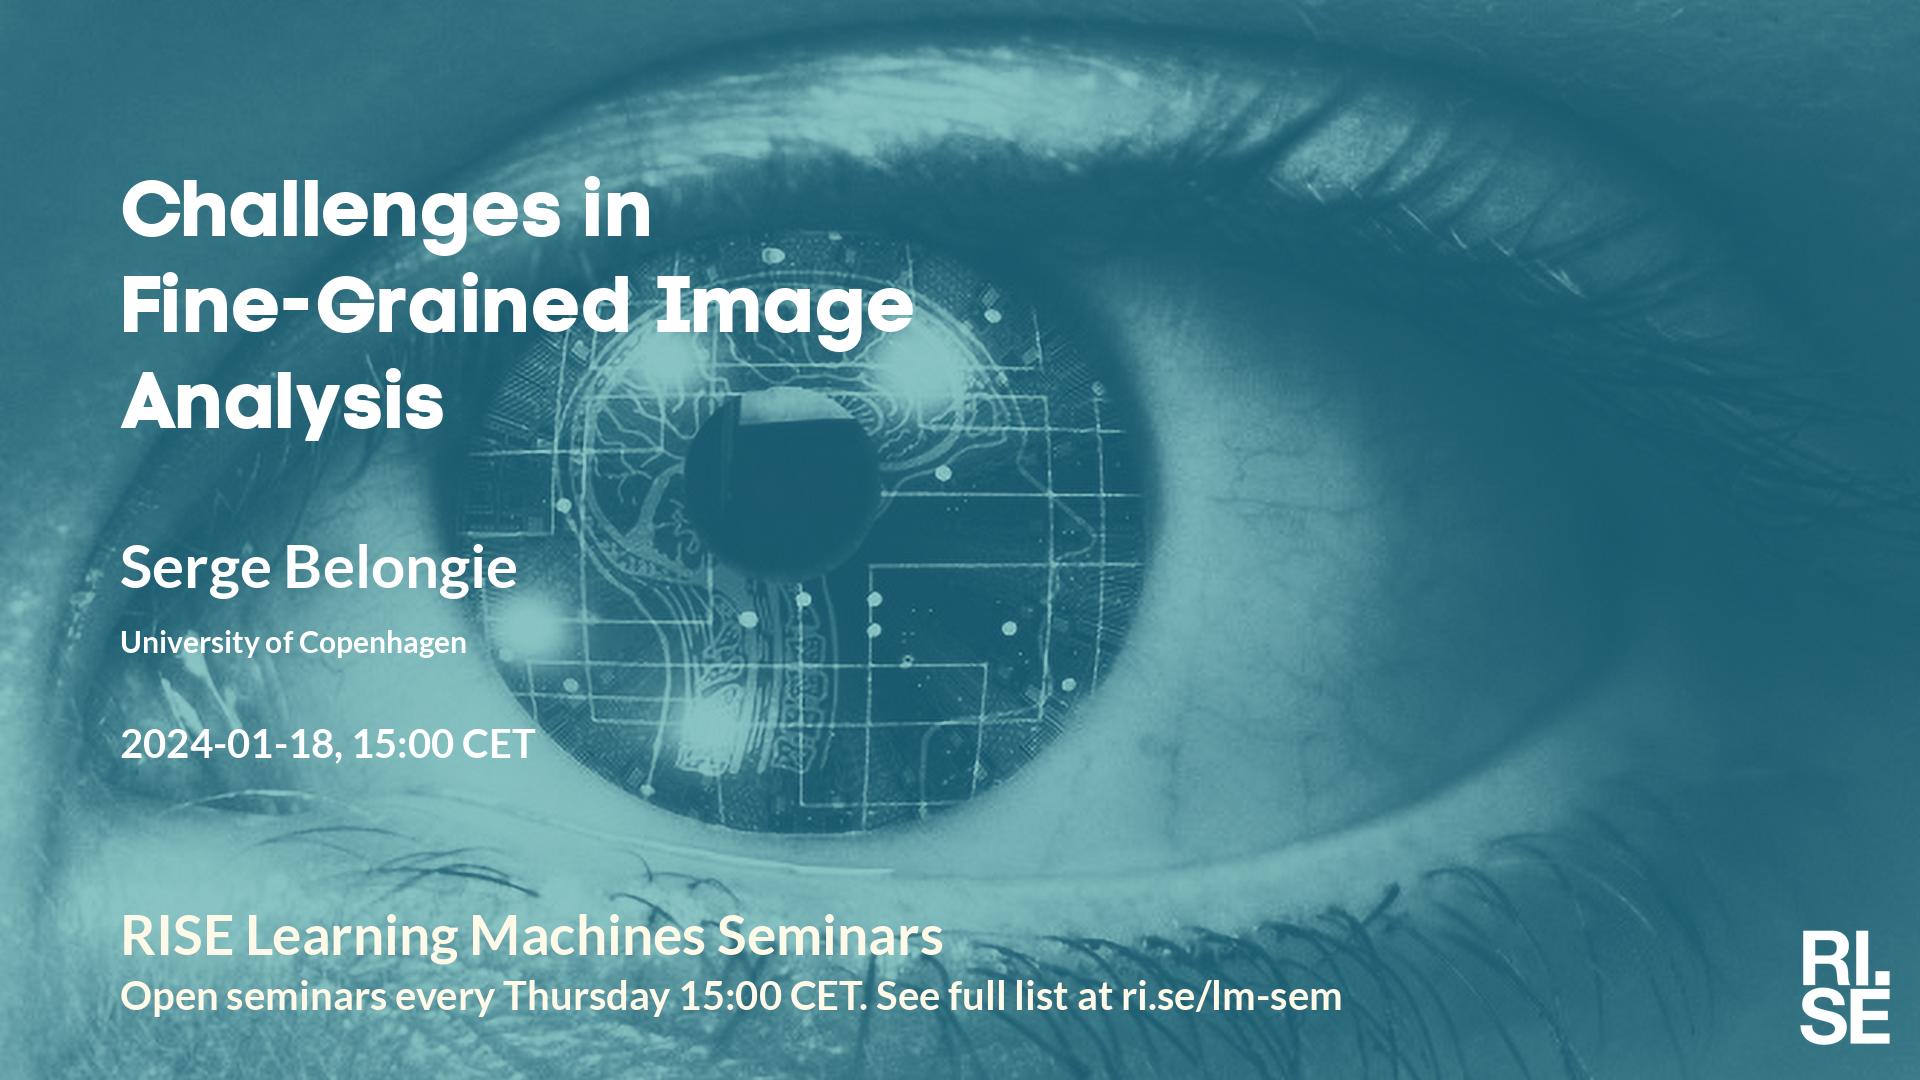 Challenges in
Fine-Grained Image
Analysis
Serge Belongie
University of Copenhagen
2024-01-18, 15:00 CET
RISE Learning Machines Seminars
Open seminars every Thursday 15:00 CET. See full list at ri.se/lm-sem
RI.
SE